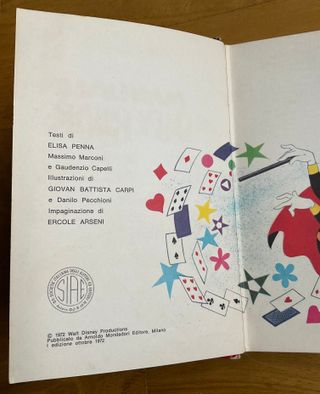 Testi di
ELISA PENNA
Massimo Marconi
e Gaudenzio Capelli
Illustrazioni di
GIOVAN BATTISTA CARPI
e Danilo Pecchioni
Impaginazione di
ERCOLE ARSENI
SIAE
© 1972 Walt Disney Productions
Pubblicato da Arnoldo Mondadori Editore, Milano
I edizione ottobre 1972